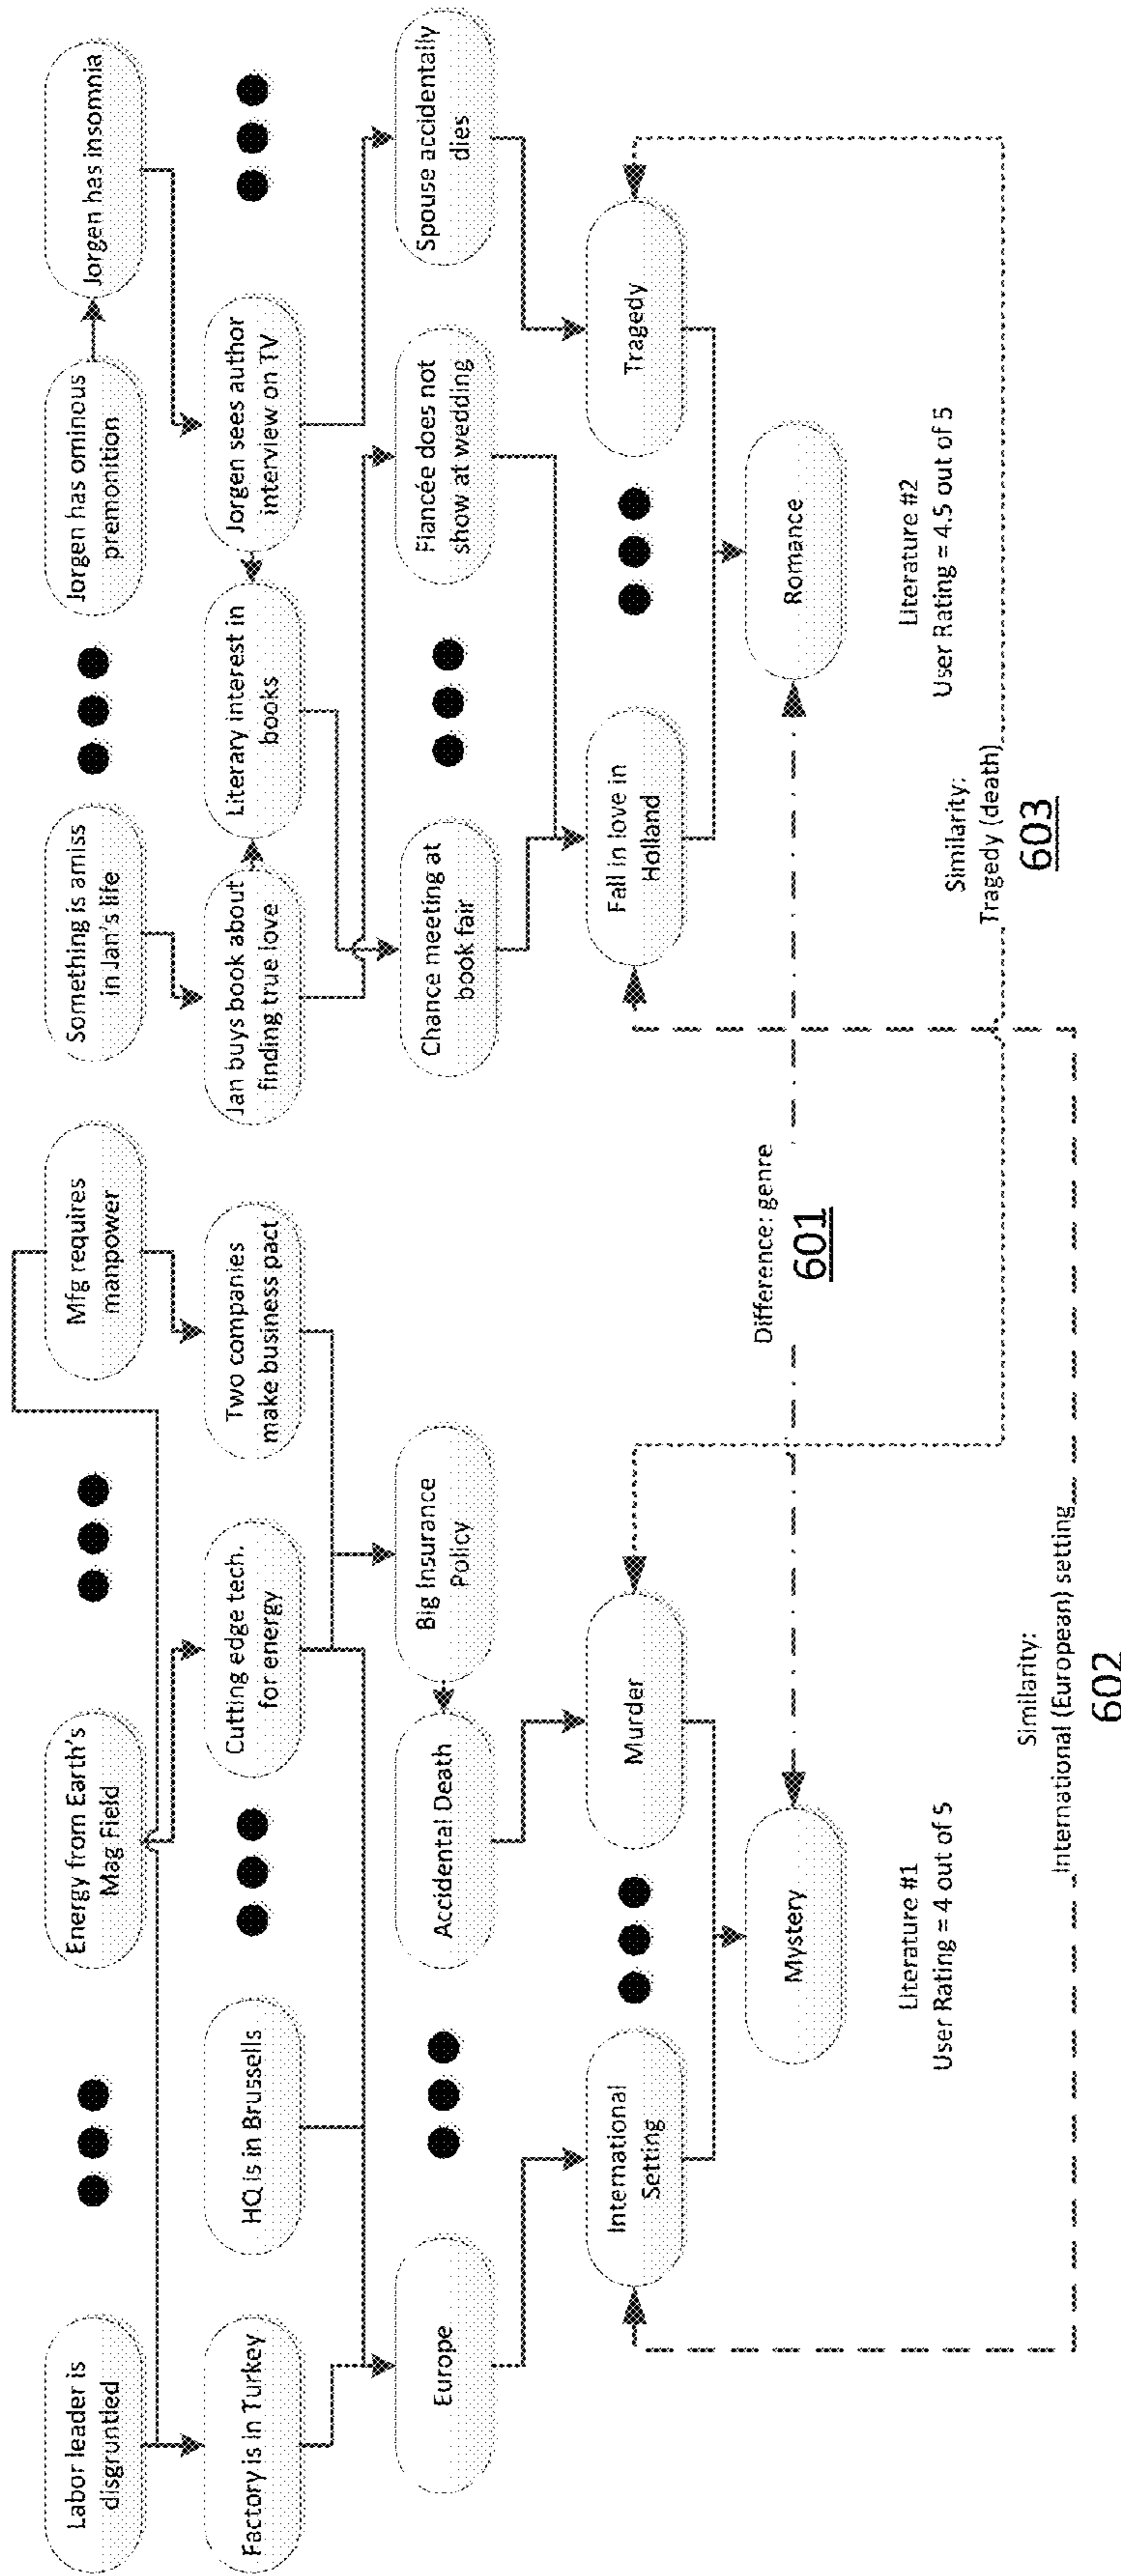 Labor leader is
disgruntled
Energy from Earth's
Mag Field
Mfg requires
manpower
Something is amiss
in Jan's life
Jorgen has ominous
premonition
Jorgen has insomnia
Factory is in Turkey
HQ is in Brussells
Cutting edge tech.
for energy
Two companies
make business pact
Jan buys book about
finding true love
Literary interest in
books
Jorgen sees author
interview on TV
Europe
Accidental Death
Big Insurance
Policy
Chance meeting at
book fair
Fiancée does not
show at wedding
Spouse accidentally
dies
International
Setting
Murder
Fall in love in
Holland
Tragedy
Mystery
Difference: genre
601
Romance
Literature #1
User Rating = 4 out of 5
Literature #2
User Rating = 4.5 out of 5
Similarity:
Tragedy (death)
603
Similarity:
International (European) setting
602